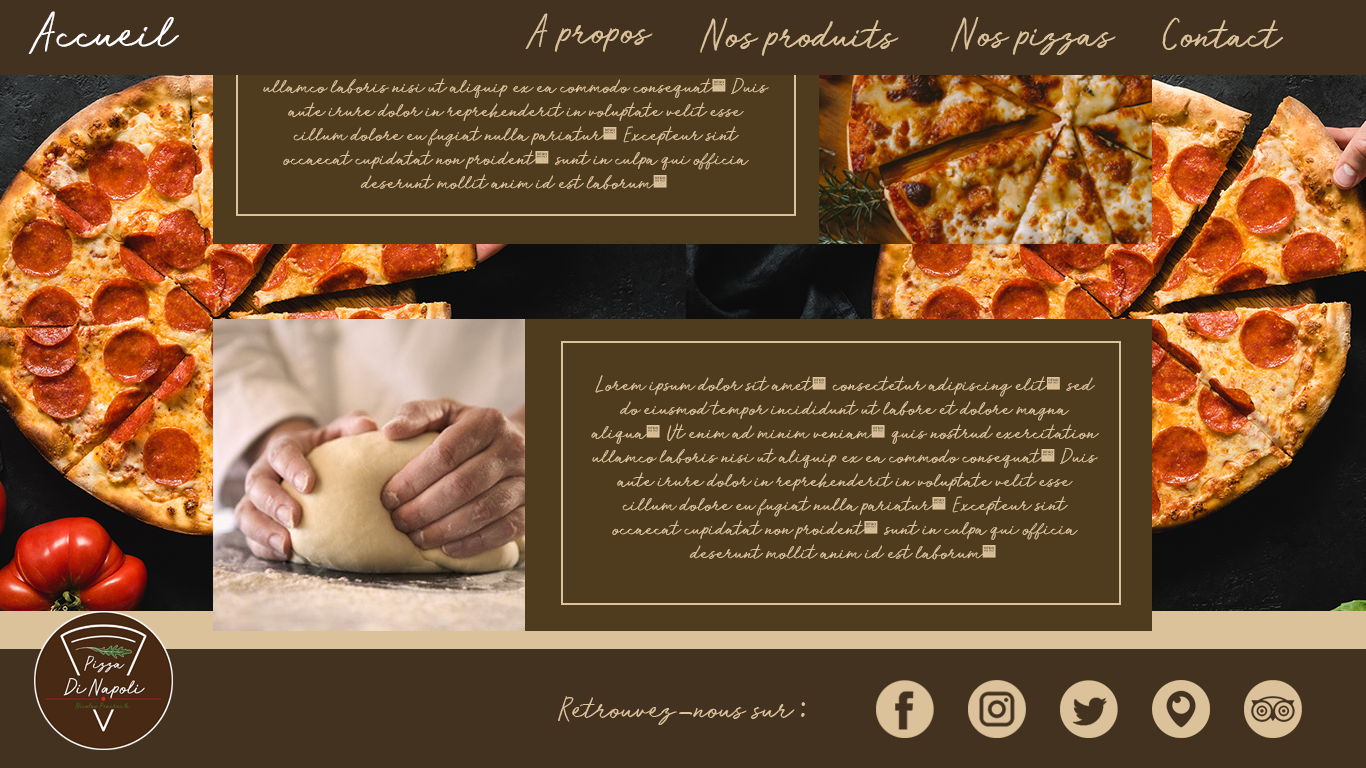 Accueil A propos Nos produits Nos pizzas Contact
ullamco laboris nisi ut aliquip ex ea commodo consequat Duis
aute irure dolor in reprehenderit in voluptate velit esse
cillum dolore eu fugiat nulla pariatur Excepteur sint
occaecat cupidatat non proident sunt in culpa qui officia
deserunt mollit anim id est laborum
Lorem ipsum dolor sit amet consectetur adipiscing elit sed
do eiusmod tempor incididunt ut labore et dolore magna
aliqua Ut enim ad minim veniam quis nostrud exercitation
ullamco laboris nisi ut aliquip ex ea commodo consequat Duis
aute irure dolor in reprehenderit in voluptate velit esse
cillum dolore eu fugiat nulla pariatur Excepteur sint
occaecat cupidatat non proident sunt in culpa qui officia
deserunt mollit anim id est laborum
Pizza
Di Napoli
Retrouvez-nous sur :